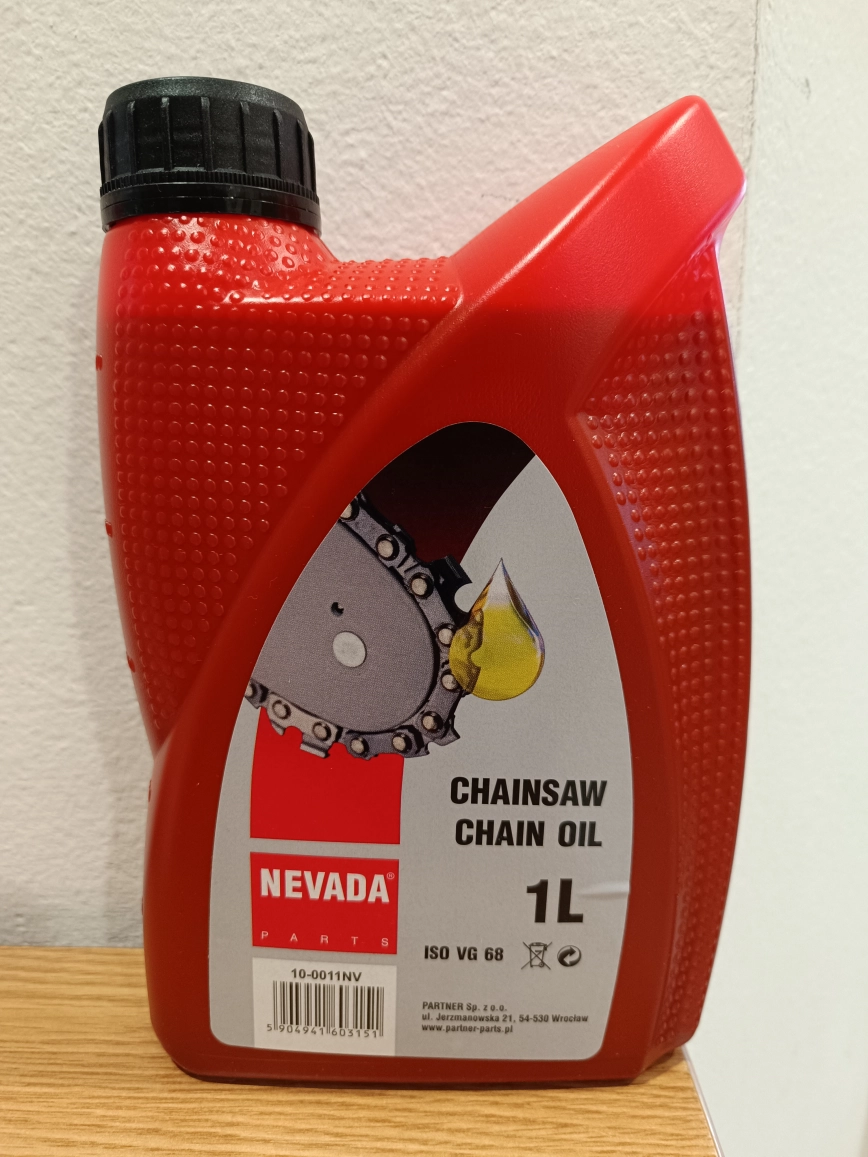 CHAINSAW
CHAIN OIL
1L
NEVADA®
PARTS
ISO VG 68
10-0011NV
5 904941 603151
PARTNER Sp. z o.o.
ul. Jerzmanowska 21, 54-530 Wrocław
www.partner-parts.pl